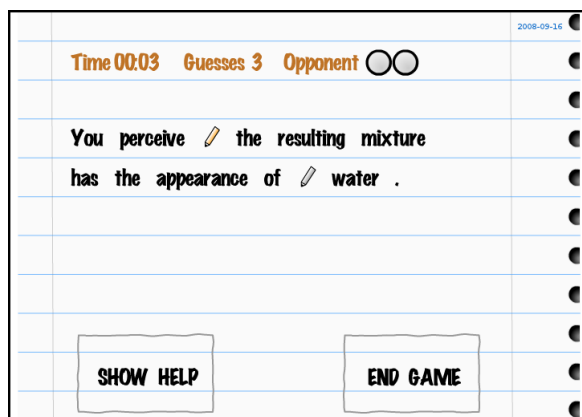 2008-09-16
Time 00:03 Guesses 3 Opponent
You perceive the resulting mixture
has the appearance of water .
SHOW HELP END GAME